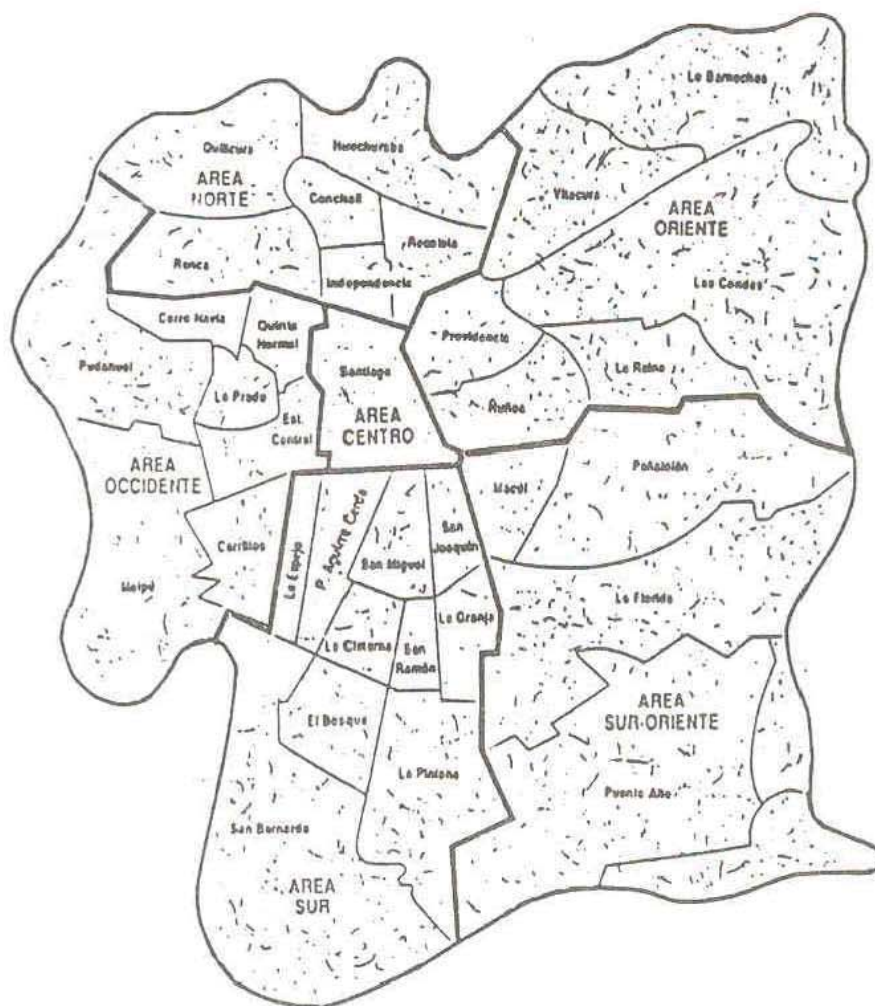 Lo Barnechea
Quilicura
Huechuraba
AREA
NORTE
Conchalí
Vitacura
AREA
ORIENTE
Recoleta
Renca
Independencia
Las Condes
Cerro Navia
Quinta
Normal
Providencia
Pudahuel
Santiago
La Reina
Lo Prado
Ñuñoa
Est.
Central
AREA
CENTRO
AREA
OCCIDENTE
Macul
Peñalolén
Cerrillos
Lo Espejo
P. Aguirre Cerda
San Miguel
San
Joaquín
Maipú
La Florida
La Granja
La Cisterna
San
Ramón
El Bosque
AREA
SUR-ORIENTE
La Pintana
Puente Alto
San Bernardo
AREA
SUR